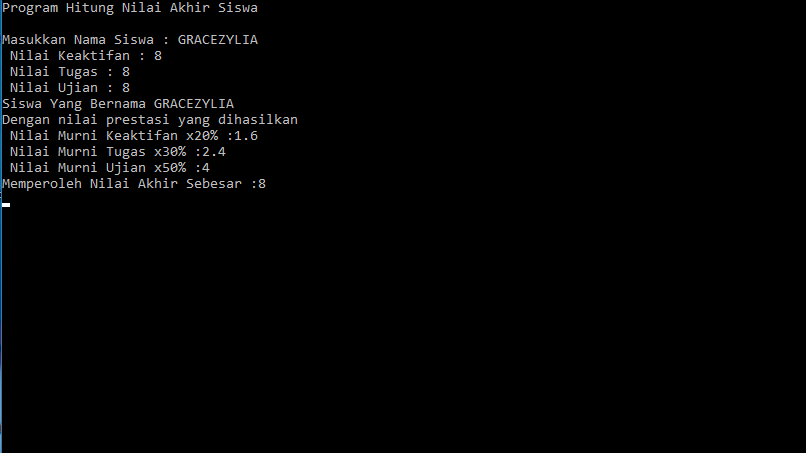 Program Hitung Nilai Akhir Siswa
Masukkan Nama Siswa : GRACEZYLIA
Nilai Keaktifan : 8
Nilai Tugas : 8
Nilai Ujian : 8
Siswa Yang Bernama GRACEZYLIA
Dengan nilai prestasi yang dihasilkan
Nilai Murni Keaktifan x20% :1.6
Nilai Murni Tugas x30% :2.4
Nilai Murni Ujian x50% :4
Memperoleh Nilai Akhir Sebesar :8